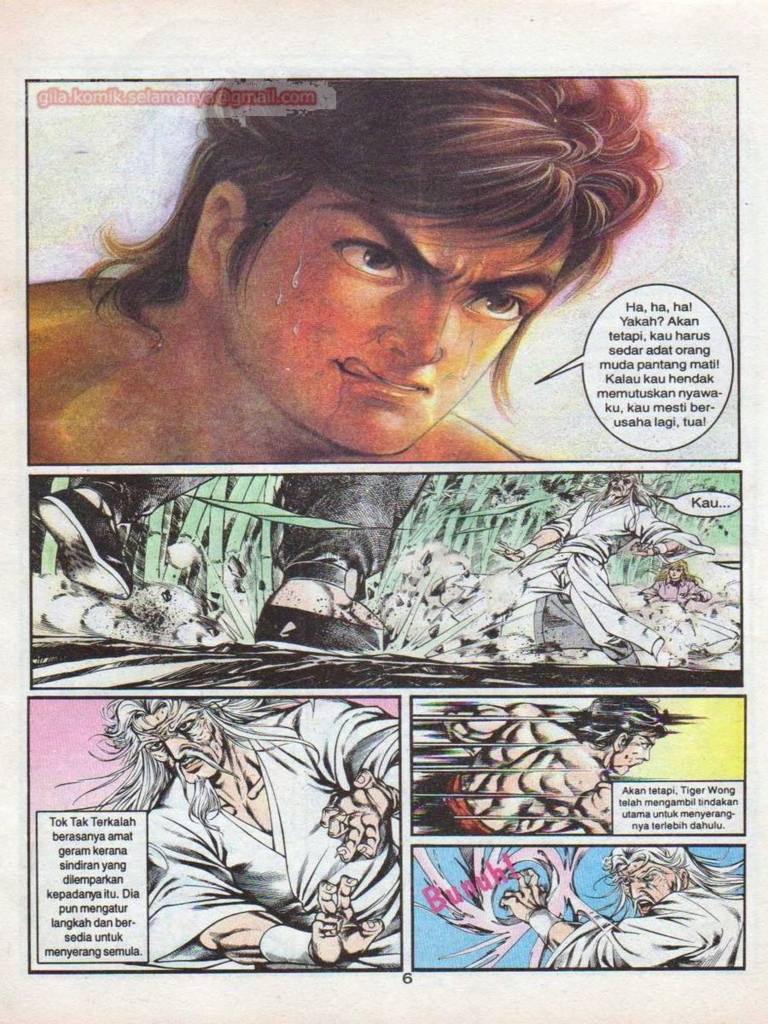 gila.komik.selamanya@gmail.com
Ha, ha, ha!
Yakah? Akan
tetapi, kau harus
sedar adat orang
muda pantang mati!
Kalau kau hendak
memutuskan nyawa-
ku, kau mesti ber-
usaha lagi, tua!
Kau...
Tok Tak Terkalah
berasanya amat
geram kerana
sindiran yang
dilemparkan
kepadanya itu. Dia
pun mengatur
langkah dan ber-
sedia untuk
menyerang semula.
Akan tetapi, Tiger Wong
telah mengambil tindakan
utama untuk menyerang-
nya terlebih dahulu.
6